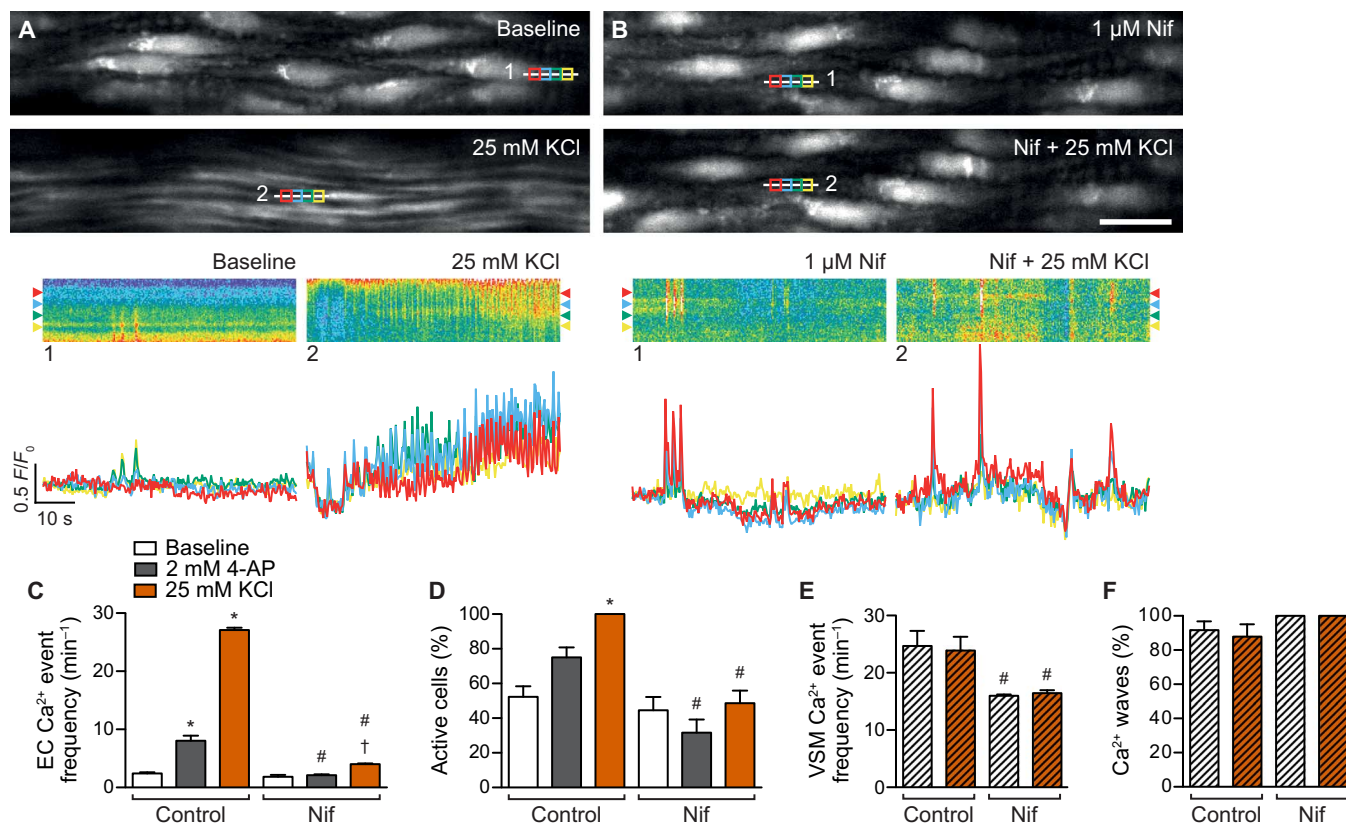 A Baseline
1
25 mM KCl
2
B 1 µM Nif
1
Nif + 25 mM KCl
2
Baseline 25 mM KCl
1 2
1 µM Nif Nif + 25 mM KCl
1 2
0.5 F/F0
10 s
Baseline
2 mM 4-AP
25 mM KCl
C
EC Ca²⁺ event
frequency (min⁻¹)
30
20
10
0
*
*
#
#
†
Control Nif
D
Active cells (%)
100
80
60
40
20
0
*
#
#
Control Nif
E
VSM Ca²⁺ event
frequency (min⁻¹)
30
20
10
0
# #
Control Nif
F
Ca²⁺ waves (%)
100
80
60
40
20
0
Control Nif